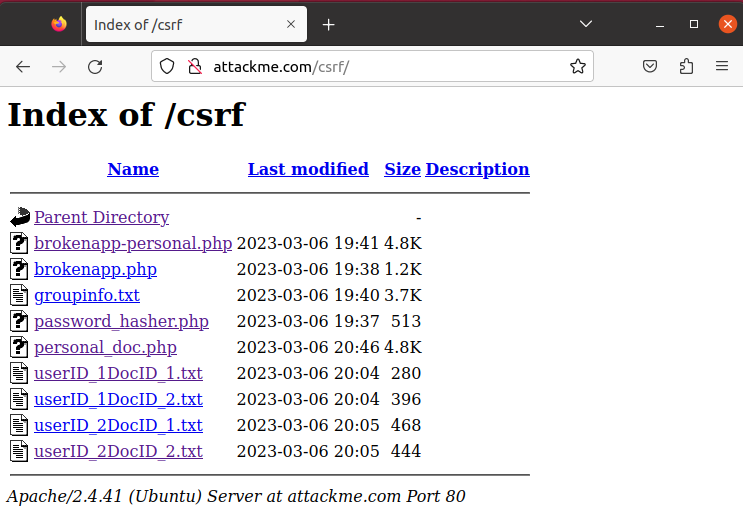 Index of /csrf
attackme.com/csrf/
Index of /csrf
Name Last modified Size Description
Parent Directory -
brokenapp-personal.php 2023-03-06 19:41 4.8K
brokenapp.php 2023-03-06 19:38 1.2K
groupinfo.txt 2023-03-06 19:40 3.7K
password_hasher.php 2023-03-06 19:37 513
personal_doc.php 2023-03-06 20:46 4.8K
userID_1DocID_1.txt 2023-03-06 20:04 280
userID_1DocID_2.txt 2023-03-06 20:04 396
userID_2DocID_1.txt 2023-03-06 20:05 468
userID_2DocID_2.txt 2023-03-06 20:05 444
Apache/2.4.41 (Ubuntu) Server at attackme.com Port 80